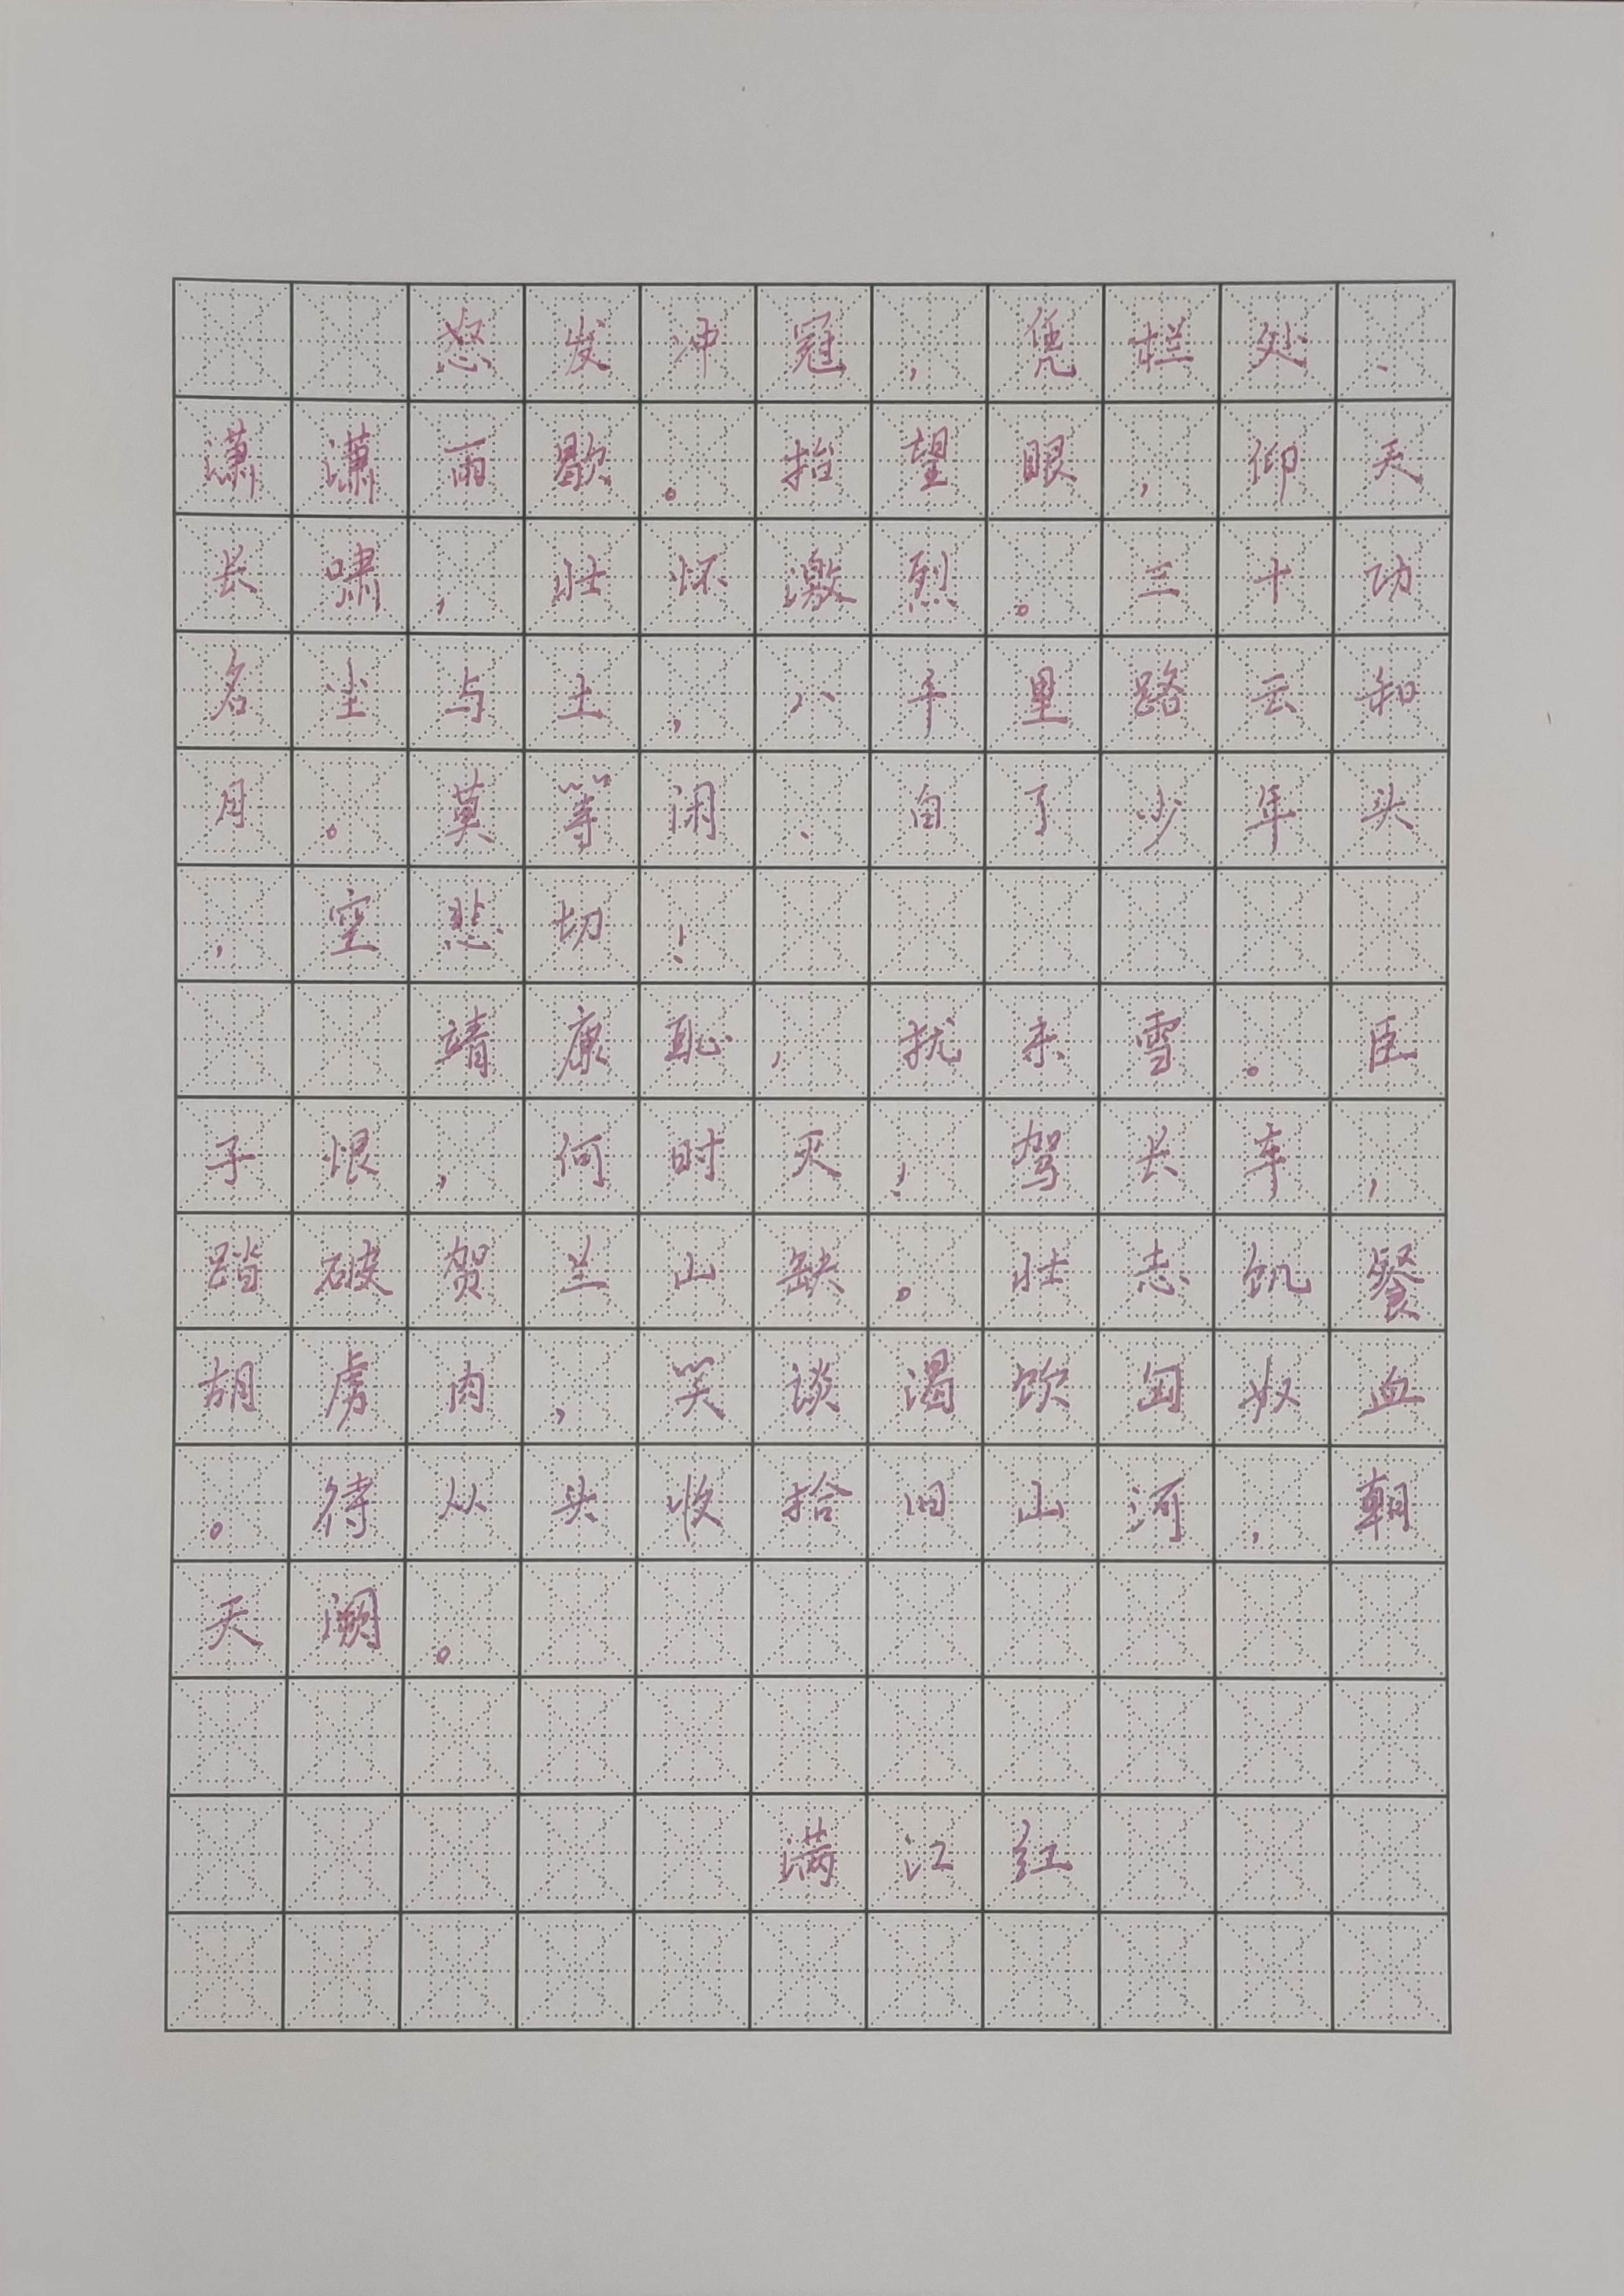 怒发冲冠，凭栏处、
潇潇雨歇。抬望眼，仰天
长啸，壮怀激烈。三十功
名尘与土，八千里路云和
月。莫等闲、白了少年头
，空悲切！
靖康耻，犹未雪。臣
子恨，何时灭！驾长车，
踏破贺兰山缺。壮志饥餐
胡虏肉，笑谈渴饮匈奴血
。待从头收拾旧山河，朝
天阙。
满江红